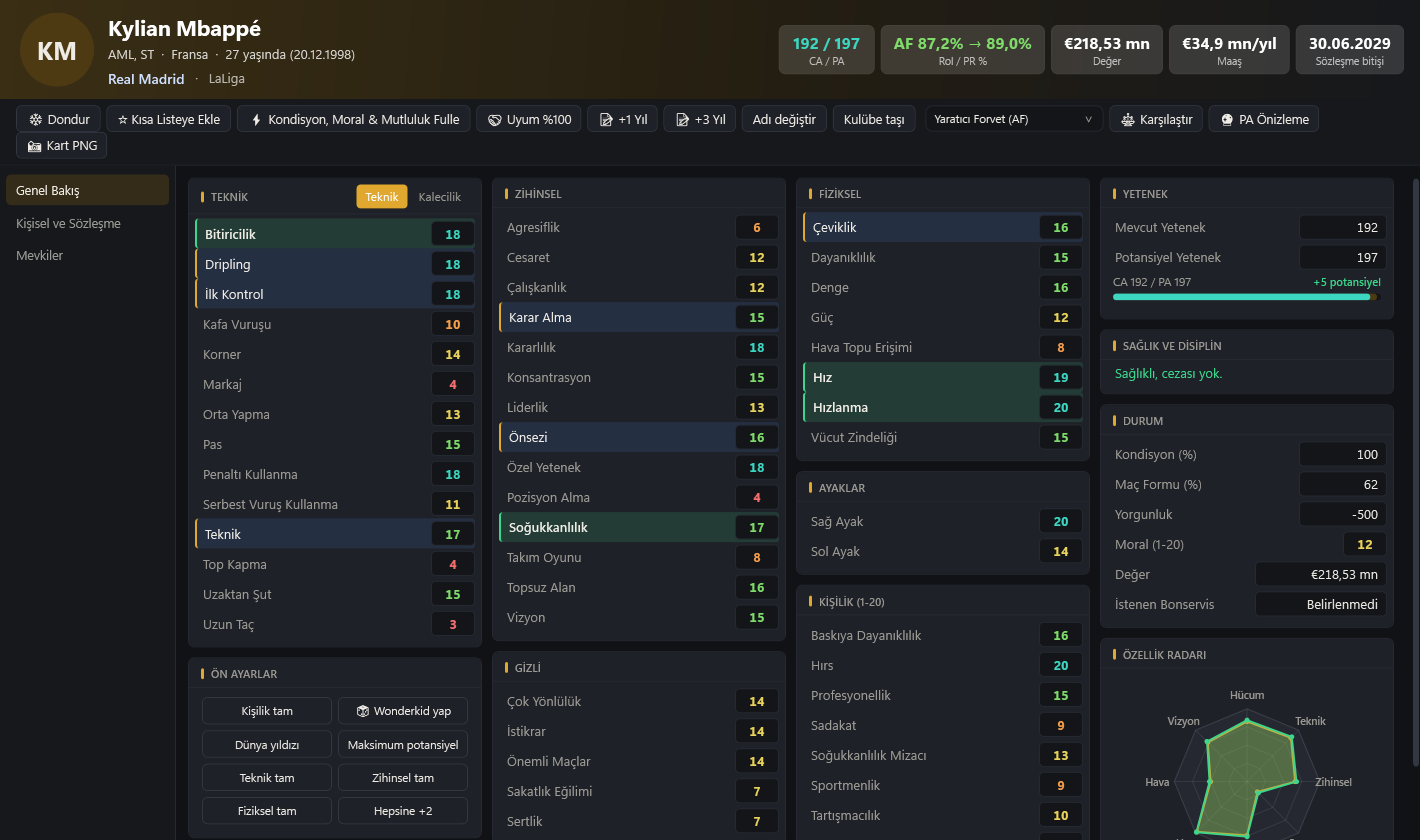 KM
Kylian Mbappé
AML, ST · Fransa · 27 yaşında (20.12.1998)
Real Madrid · LaLiga
192 / 197
CA / PA
AF 87,2% → 89,0%
Rol / PR %
€218,53 mn
Değer
€34,9 mn/yıl
Maaş
30.06.2029
Sözleşme bitişi
Dondur
Kısa Listeye Ekle
Kondisyon, Moral & Mutluluk Fulle
Uyum %100
+1 Yıl
+3 Yıl
Adı değiştir
Kulübe taşı
Yaratıcı Forvet (AF)
Karşılaştır
PA Önizleme
Kart PNG
Genel Bakış
Kişisel ve Sözleşme
Mevkiler
TEKNİK
Teknik
Kalecilik
Bitiricilik 18
Dripling 18
İlk Kontrol 18
Kafa Vuruşu 10
Korner 14
Markaj 4
Orta Yapma 13
Pas 15
Penaltı Kullanma 18
Serbest Vuruş Kullanma 11
Teknik 17
Top Kapma 4
Uzaktan Şut 15
Uzun Taç 3
ÖN AYARLAR
Kişilik tam
Wonderkid yap
Dünya yıldızı
Maksimum potansiyel
Teknik tam
Zihinsel tam
Fiziksel tam
Hepsine +2
ZİHİNSEL
Agresiflik 6
Cesaret 12
Çalışkanlık 12
Karar Alma 15
Kararlılık 18
Konsantrasyon 15
Liderlik 13
Önsezi 16
Özel Yetenek 18
Pozisyon Alma 4
Soğukkanlılık 17
Takım Oyunu 8
Topsuz Alan 16
Vizyon 15
GİZLİ
Çok Yönlülük 14
İstikrar 14
Önemli Maçlar 14
Sakatlık Eğilimi 7
Sertlik 7
FİZİKSEL
Çeviklik 16
Dayanıklılık 15
Denge 16
Güç 12
Hava Topu Erişimi 8
Hız 19
Hızlanma 20
Vücut Zindeliği 15
AYAKLAR
Sağ Ayak 20
Sol Ayak 14
KİŞİLİK (1-20)
Baskıya Dayanıklılık 16
Hırs 20
Profesyonellik 15
Sadakat 9
Soğukkanlılık Mizacı 13
Sportmenlik 9
Tartışmacılık 10
YETENEK
Mevcut Yetenek 192
Potansiyel Yetenek 197
CA 192 / PA 197 +5 potansiyel
SAĞLIK VE DİSİPLİN
Sağlıklı, cezası yok.
DURUM
Kondisyon (%) 100
Maç Formu (%) 62
Yorgunluk -500
Moral (1-20) 12
Değer €218,53 mn
İstenen Bonservis Belirlenmedi
ÖZELLİK RADARI
Hücum
Vizyon
Teknik
Hava
Zihinsel